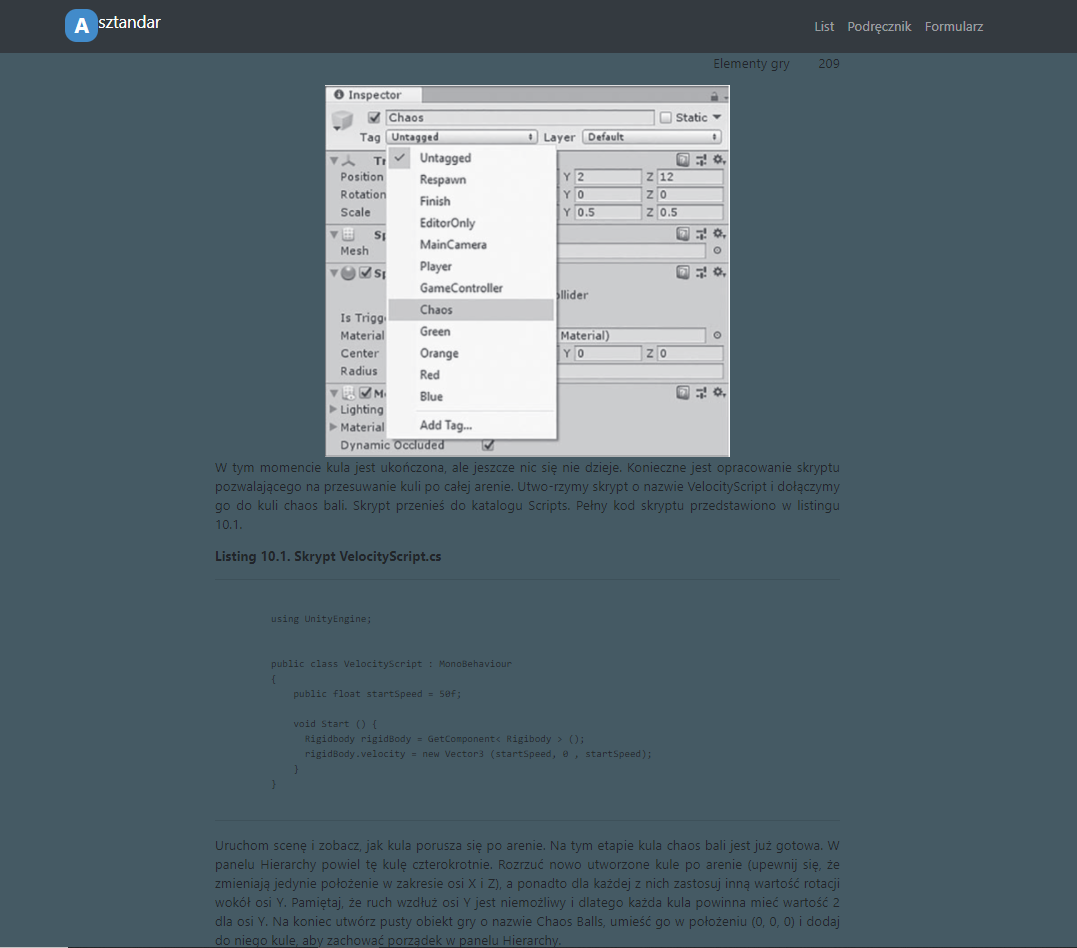 A sztandar
List Podręcznik Formularz
Elementy gry 209
Inspector
Chaos Static
Tag Untagged Layer Default
Untagged
Respawn
Finish
EditorOnly
MainCamera
Player
GameController
Chaos
Green
Orange
Red
Blue
Add Tag...
Tr
Position Y 2 Z 12
Rotation Y 0 Z 0
Scale Y 0.5 Z 0.5
Sp
Mesh
Sp
ollider
Is Trigg
Material Material)
Center Y 0 Z 0
Radius
Me
Lighting
Material
Dynamic Occluded
W tym momencie kula jest ukończona, ale jeszcze nic się nie dzieje. Konieczne jest opracowanie skryptu
pozwalającego na przesuwanie kuli po całej arenie. Utwo-rzymy skrypt o nazwie VelocityScript i dołączymy
go do kuli chaos bali. Skrypt przenieś do katalogu Scripts. Pełny kod skryptu przedstawiono w listingu
10.1.
Listing 10.1. Skrypt VelocityScript.cs
using UnityEngine;
public class VelocityScript : MonoBehaviour
{
public float startSpeed = 50f;
void Start () {
Rigidbody rigidBody = GetComponent< Rigibody > ();
rigidBody.velocity = new Vector3 (startSpeed, 0 , startSpeed);
}
}
Uruchom scenę i zobacz, jak kula porusza się po arenie. Na tym etapie kula chaos bali jest już gotowa. W
panelu Hierarchy powiel tę kulę czterokrotnie. Rozrzuć nowo utworzone kule po arenie (upewnij się, że
zmieniają jedynie położenie w zakresie osi X i Z), a ponadto dla każdej z nich zastosuj inną wartość rotacji
wokół osi Y. Pamiętaj, że ruch wzdłuż osi Y jest niemożliwy i dlatego każda kula powinna mieć wartość 2
dla osi Y. Na koniec utwórz pusty obiekt gry o nazwie Chaos Balls, umieść go w położeniu (0, 0, 0) i dodaj
do niego kule, aby zachować porządek w panelu Hierarchy.